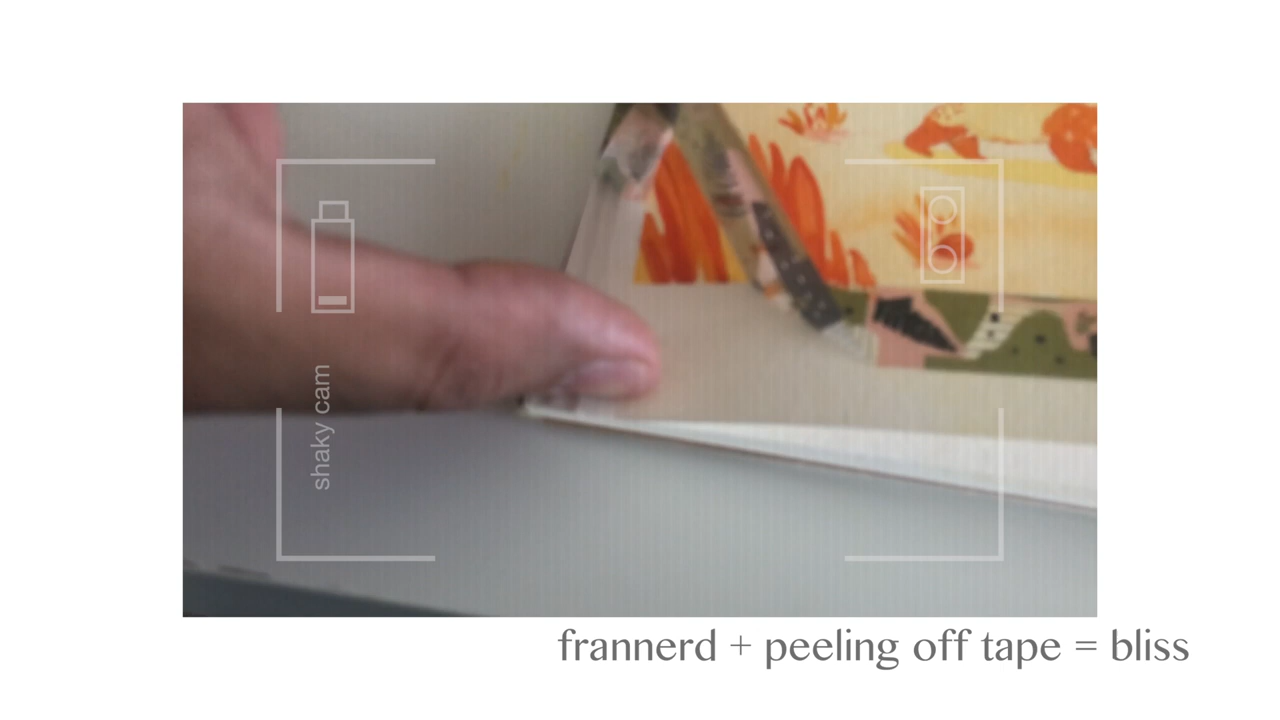 shaky cam
frannerd + peeling off tape = bliss